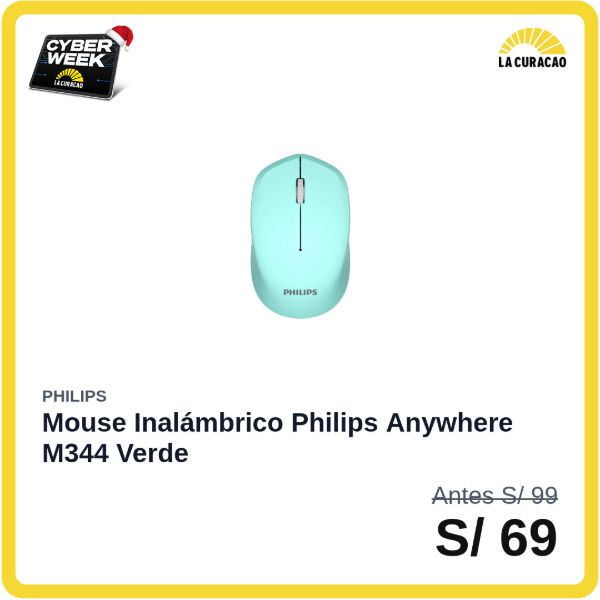 CYBER
WEEK
LA CURACAO
LA CURACAO
PHILIPS
PHILIPS
Mouse Inalámbrico Philips Anywhere
M344 Verde
Antes S/ 99
S/ 69